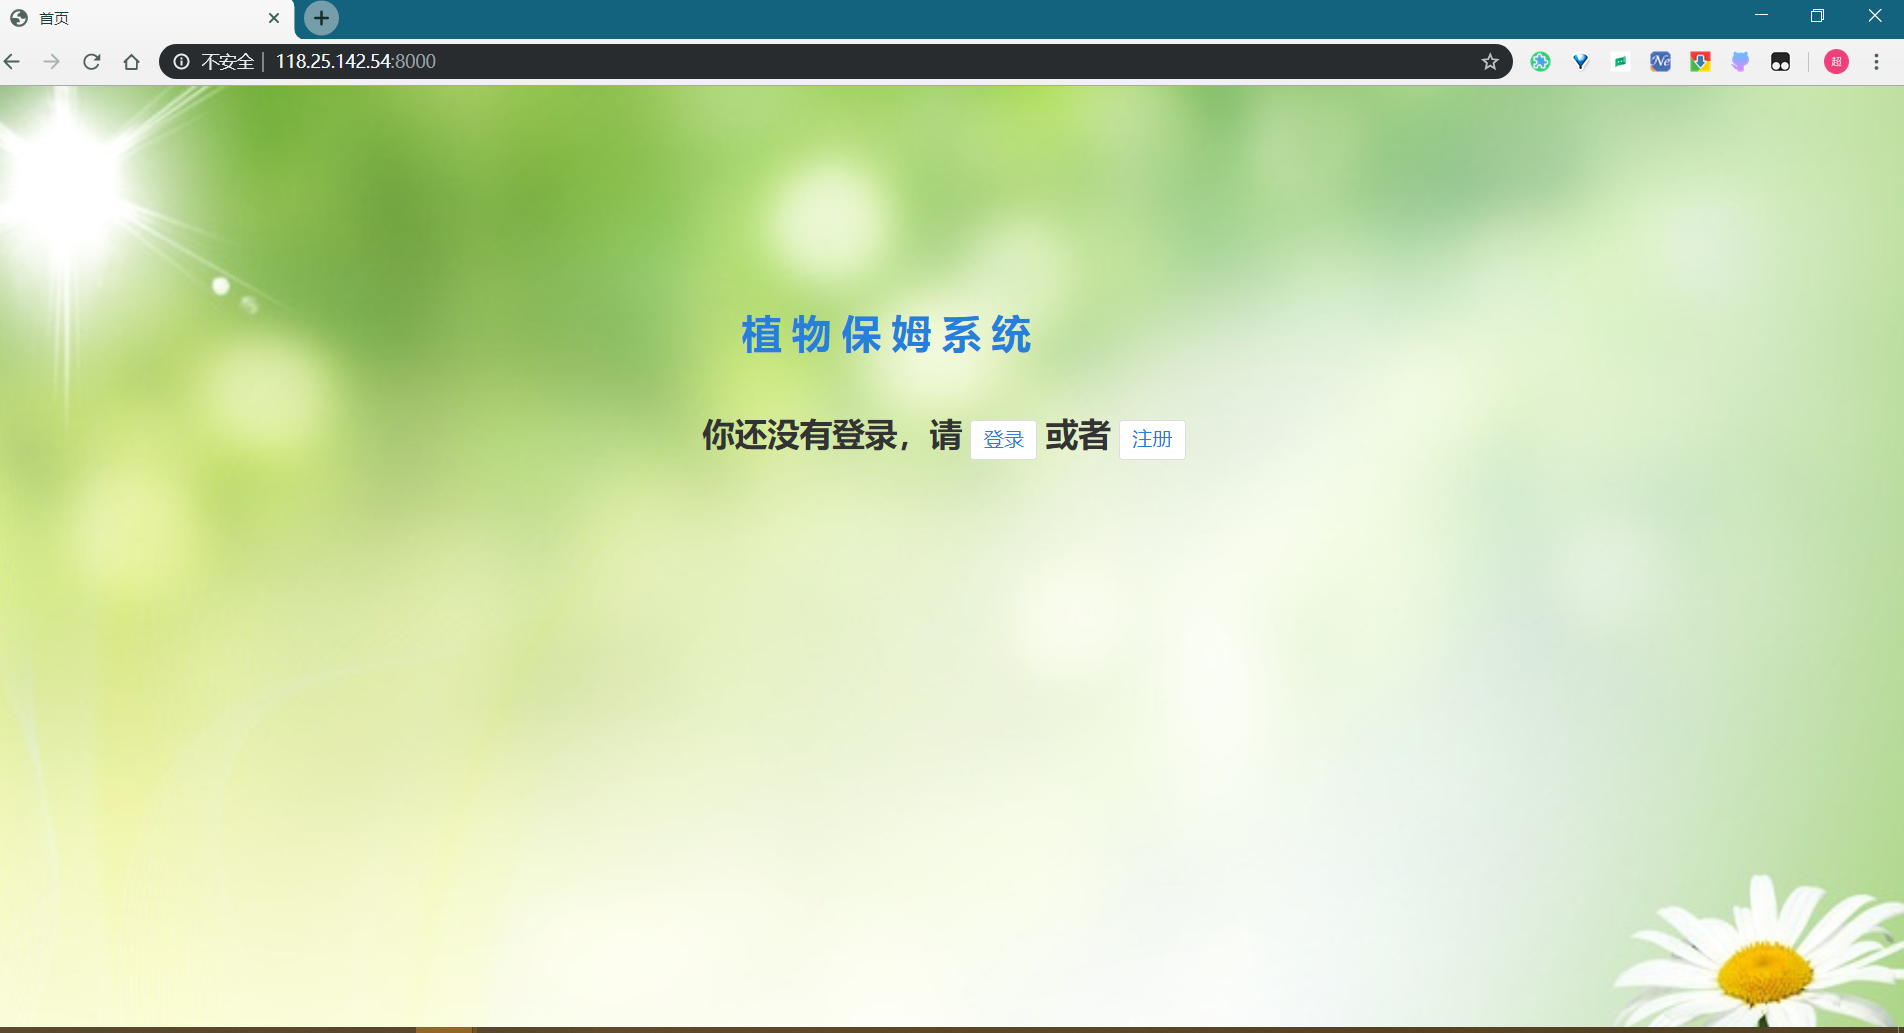 首页
不安全 | 118.25.142.54:8000
超
植物保姆系统
你还没有登录，请 登录 或者 注册